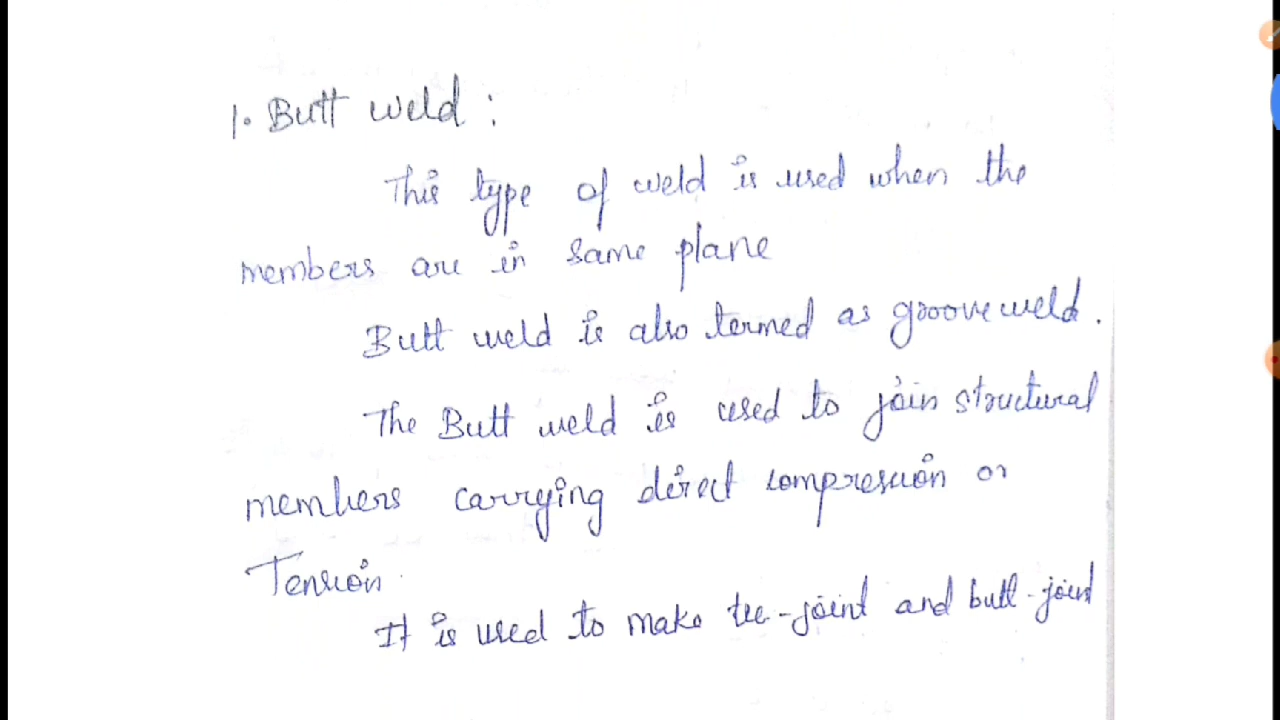 1. Butt weld :
This type of weld is used when the
members are in same plane
Butt weld is also termed as grooveweld.
The Butt weld is used to join structural
members carrying direct compression or
Tension
It is used to make tee-joint and butt-joint